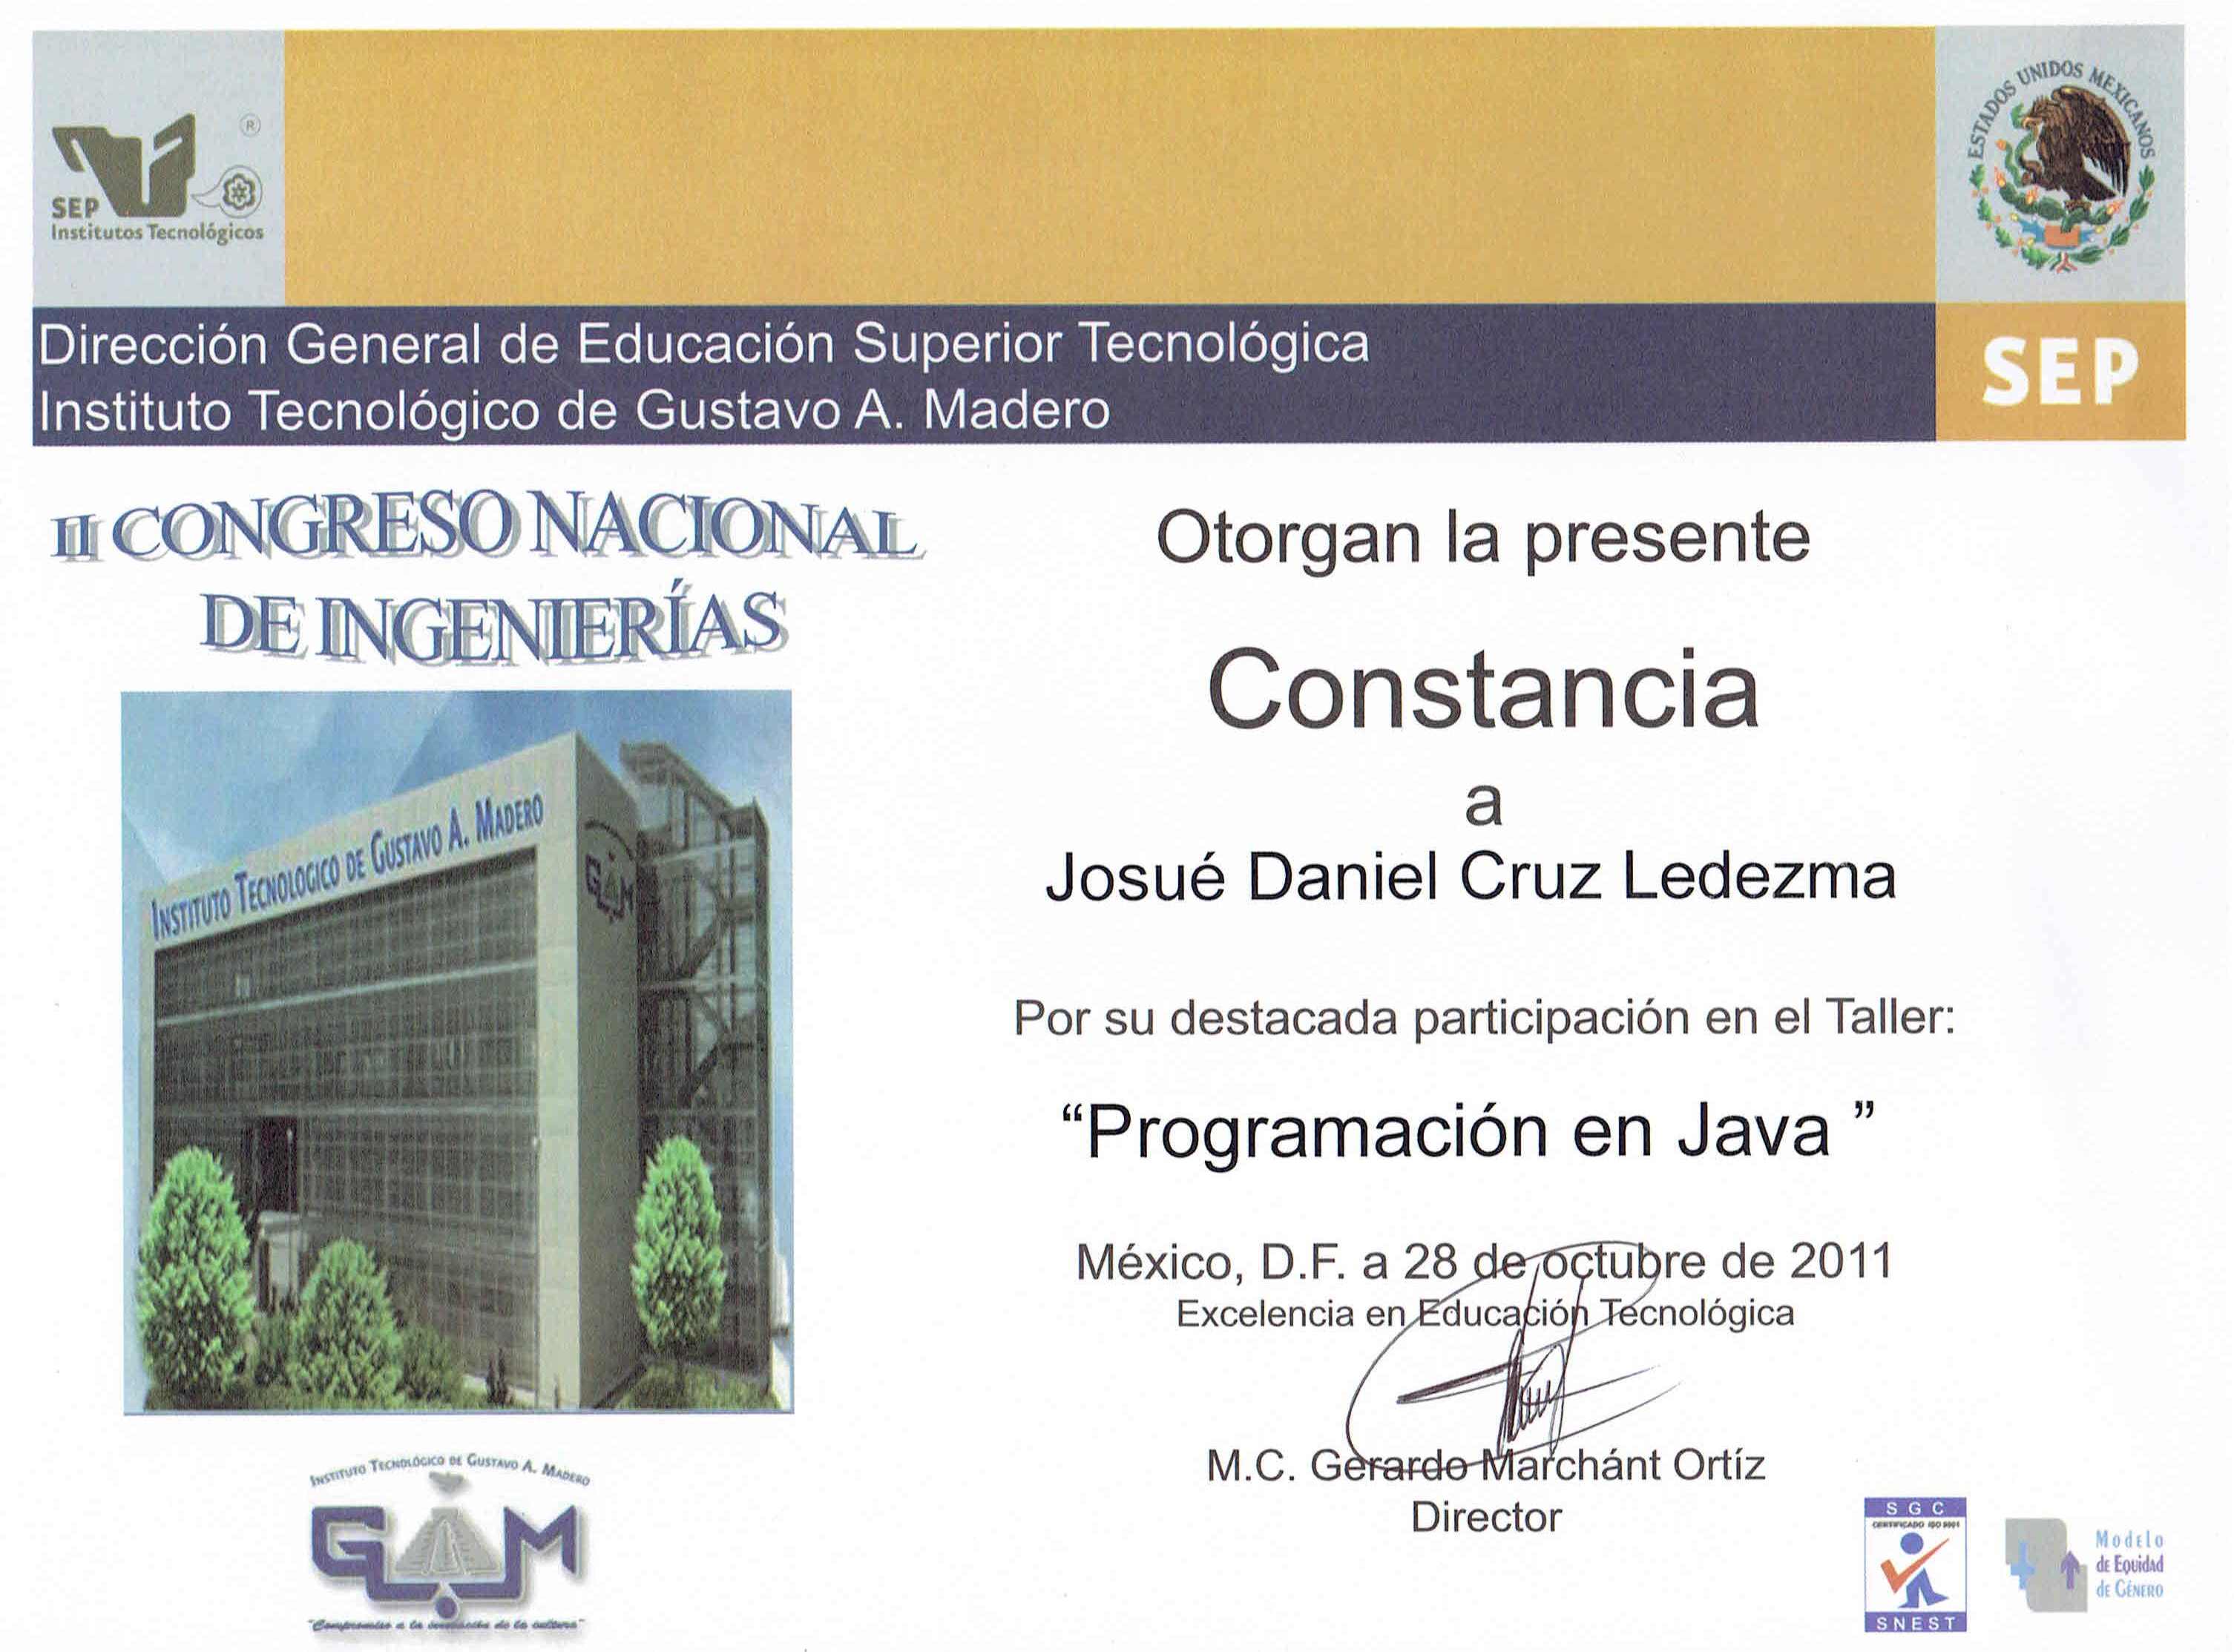 SEP
Institutos Tecnológicos
®
ESTADOS UNIDOS MEXICANOS
SEP
Dirección General de Educación Superior Tecnológica
Instituto Tecnológico de Gustavo A. Madero
II CONGRESO NACIONAL
DE INGENIERÍAS
INSTITUTO TECNOLOGICO DE GUSTAVO A. MADERO
GAM
INSTITUTO TECNOLÓGICO DE GUSTAVO A. MADERO
GAM
"Compromiso a la de la cultura"
Otorgan la presente
Constancia
a
Josué Daniel Cruz Ledezma
Por su destacada participación en el Taller:
“Programación en Java ”
México, D.F. a 28 de octubre de 2011
Excelencia en Educación Tecnológica
M.C. Gerardo Marchánt Ortíz
Director
SGC
CERTIFICADO ISO 9001
SNEST
Modelo
de Equidad
de Género